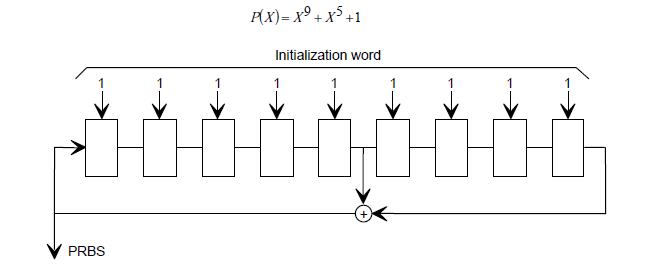 P(X) = X⁹ + X⁵ + 1
Initialization word
1 1 1 1 1 1 1 1 1
+
PRBS